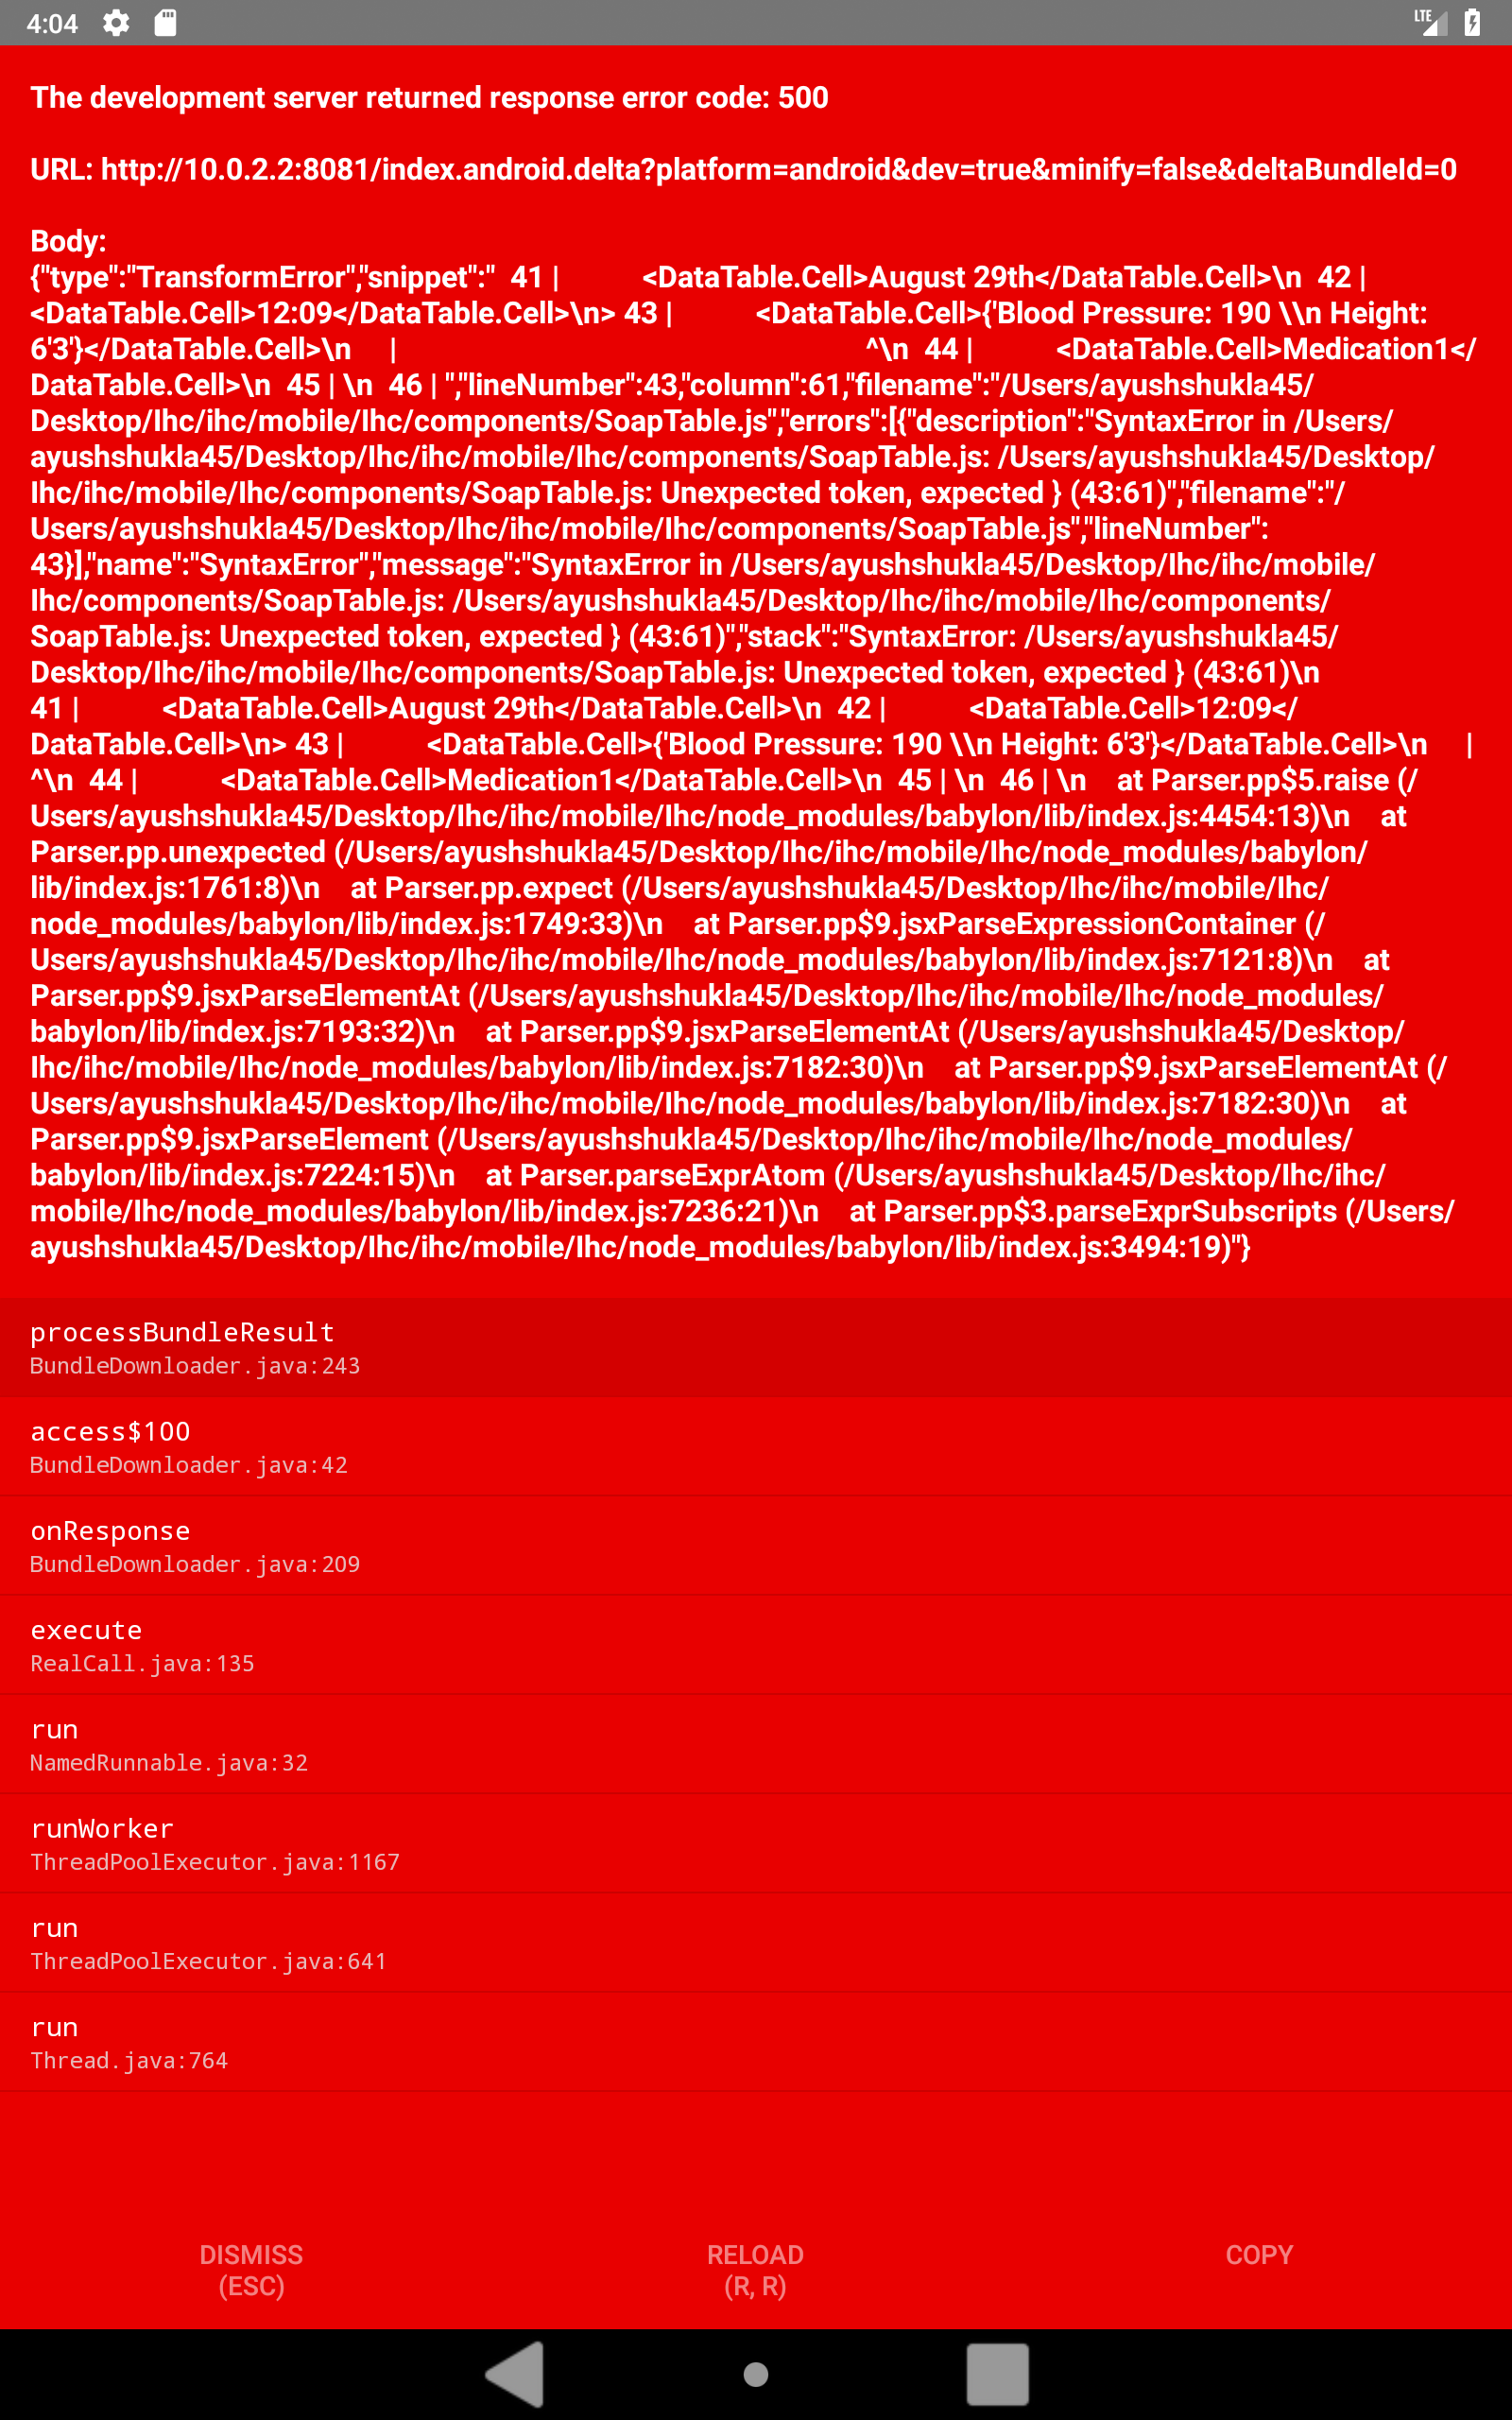 4:04
LTE
The development server returned response error code: 500
URL: http://10.0.2.2:8081/index.android.delta?platform=android&dev=true&minify=false&deltaBundleId=0
Body:
{"type":"TransformError","snippet":"  41 |           <DataTable.Cell>August 29th</DataTable.Cell>\n  42 |
<DataTable.Cell>12:09</DataTable.Cell>\n> 43 |           <DataTable.Cell>{'Blood Pressure: 190 \\n Height:
6'3'}</DataTable.Cell>\n     |                                                              ^\n  44 |           <DataTable.Cell>Medication1</
DataTable.Cell>\n  45 | \n  46 | ","lineNumber":43,"column":61,"filename":"/Users/ayushshukla45/
Desktop/Ihc/ihc/mobile/Ihc/components/SoapTable.js","errors":[{"description":"SyntaxError in /Users/
ayushshukla45/Desktop/Ihc/ihc/mobile/Ihc/components/SoapTable.js: /Users/ayushshukla45/Desktop/
Ihc/ihc/mobile/Ihc/components/SoapTable.js: Unexpected token, expected } (43:61)","filename":"/
Users/ayushshukla45/Desktop/Ihc/ihc/mobile/Ihc/components/SoapTable.js","lineNumber":
43}],"name":"SyntaxError","message":"SyntaxError in /Users/ayushshukla45/Desktop/Ihc/ihc/mobile/
Ihc/components/SoapTable.js: /Users/ayushshukla45/Desktop/Ihc/ihc/mobile/Ihc/components/
SoapTable.js: Unexpected token, expected } (43:61)","stack":"SyntaxError: /Users/ayushshukla45/
Desktop/Ihc/ihc/mobile/Ihc/components/SoapTable.js: Unexpected token, expected } (43:61)\n
41 |           <DataTable.Cell>August 29th</DataTable.Cell>\n  42 |           <DataTable.Cell>12:09</
DataTable.Cell>\n> 43 |           <DataTable.Cell>{'Blood Pressure: 190 \\n Height: 6'3'}</DataTable.Cell>\n     |
^\n  44 |           <DataTable.Cell>Medication1</DataTable.Cell>\n  45 | \n  46 | \n    at Parser.pp$5.raise (/
Users/ayushshukla45/Desktop/Ihc/ihc/mobile/Ihc/node_modules/babylon/lib/index.js:4454:13)\n    at
Parser.pp.unexpected (/Users/ayushshukla45/Desktop/Ihc/ihc/mobile/Ihc/node_modules/babylon/
lib/index.js:1761:8)\n    at Parser.pp.expect (/Users/ayushshukla45/Desktop/Ihc/ihc/mobile/Ihc/
node_modules/babylon/lib/index.js:1749:33)\n    at Parser.pp$9.jsxParseExpressionContainer (/
Users/ayushshukla45/Desktop/Ihc/ihc/mobile/Ihc/node_modules/babylon/lib/index.js:7121:8)\n    at
Parser.pp$9.jsxParseElementAt (/Users/ayushshukla45/Desktop/Ihc/ihc/mobile/Ihc/node_modules/
babylon/lib/index.js:7193:32)\n    at Parser.pp$9.jsxParseElementAt (/Users/ayushshukla45/Desktop/
Ihc/ihc/mobile/Ihc/node_modules/babylon/lib/index.js:7182:30)\n    at Parser.pp$9.jsxParseElementAt (/
Users/ayushshukla45/Desktop/Ihc/ihc/mobile/Ihc/node_modules/babylon/lib/index.js:7182:30)\n    at
Parser.pp$9.jsxParseElement (/Users/ayushshukla45/Desktop/Ihc/ihc/mobile/Ihc/node_modules/
babylon/lib/index.js:7224:15)\n    at Parser.parseExprAtom (/Users/ayushshukla45/Desktop/Ihc/ihc/
mobile/Ihc/node_modules/babylon/lib/index.js:7236:21)\n    at Parser.pp$3.parseExprSubscripts (/Users/
ayushshukla45/Desktop/Ihc/ihc/mobile/Ihc/node_modules/babylon/lib/index.js:3494:19)"}
processBundleResult
BundleDownloader.java:243
access$100
BundleDownloader.java:42
onResponse
BundleDownloader.java:209
execute
RealCall.java:135
run
NamedRunnable.java:32
runWorker
ThreadPoolExecutor.java:1167
run
ThreadPoolExecutor.java:641
run
Thread.java:764
DISMISS
(ESC)
RELOAD
(R, R)
COPY